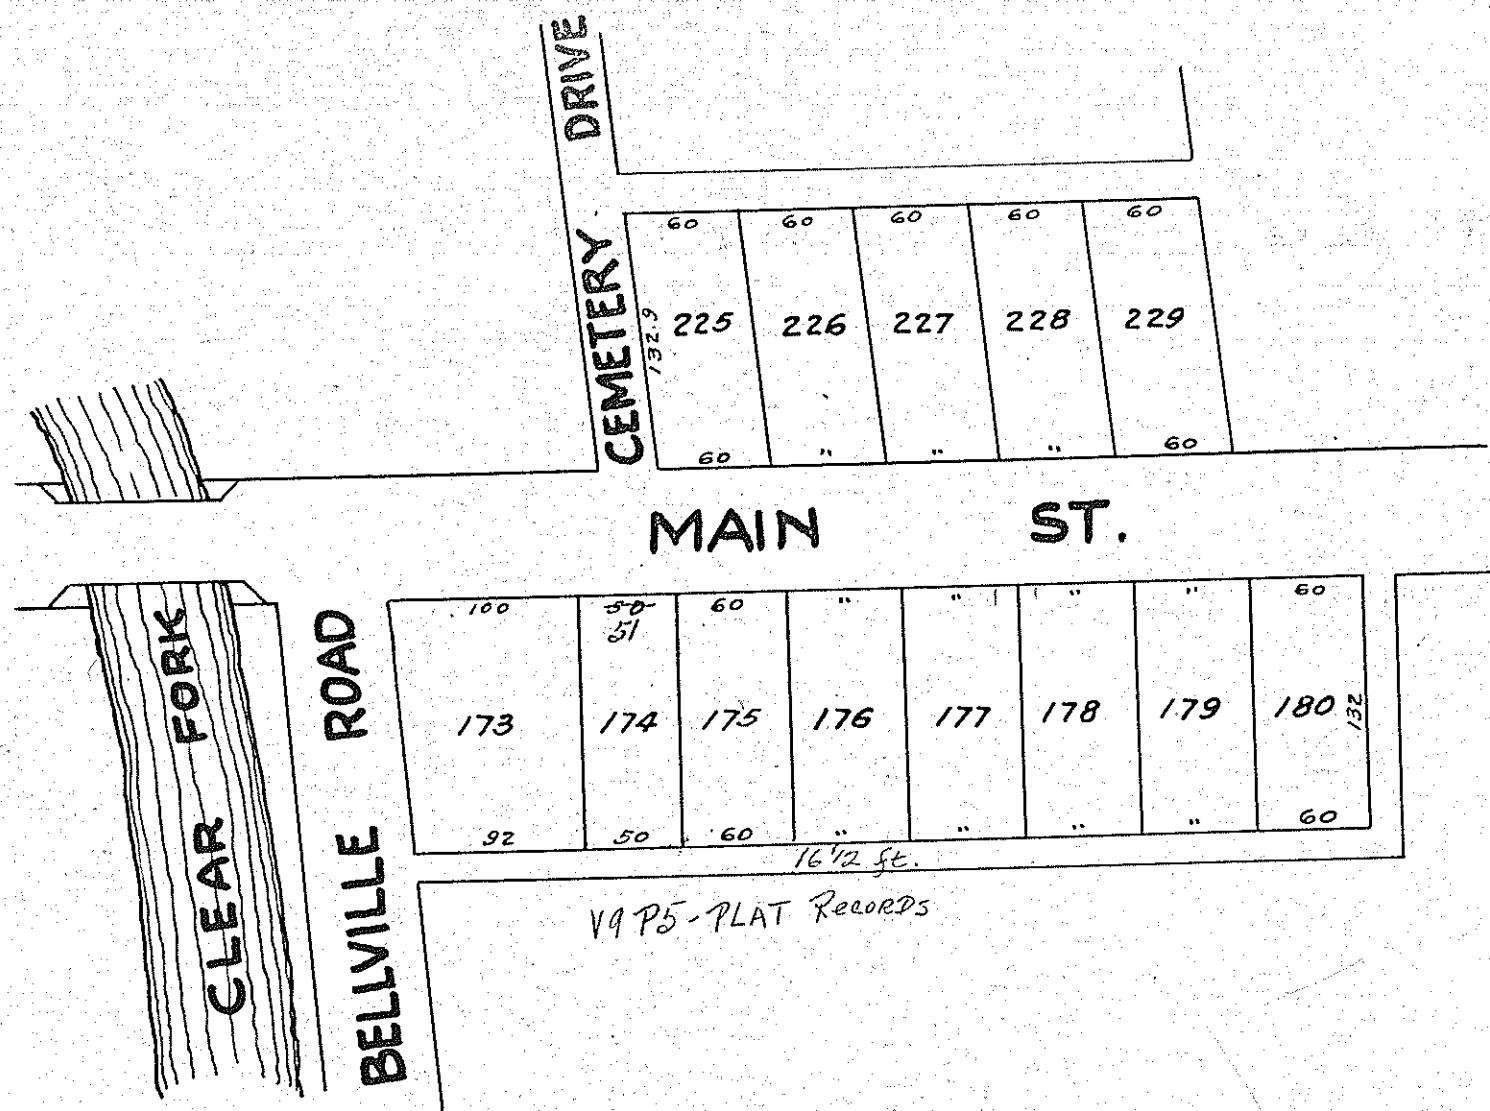 CEMETERY DRIVE
60 60 60 60 60
132.9
225 226 227 228 229
60 " " " 60
MAIN ST.
CLEAR FORK
BELLVILLE ROAD
100 50 60 " " " " 60
51
173 174 175 176 177 178 179 180
132
92 50 60 " " " " 60
16 1/2 ft.
V9 P5 - PLAT RECORDS